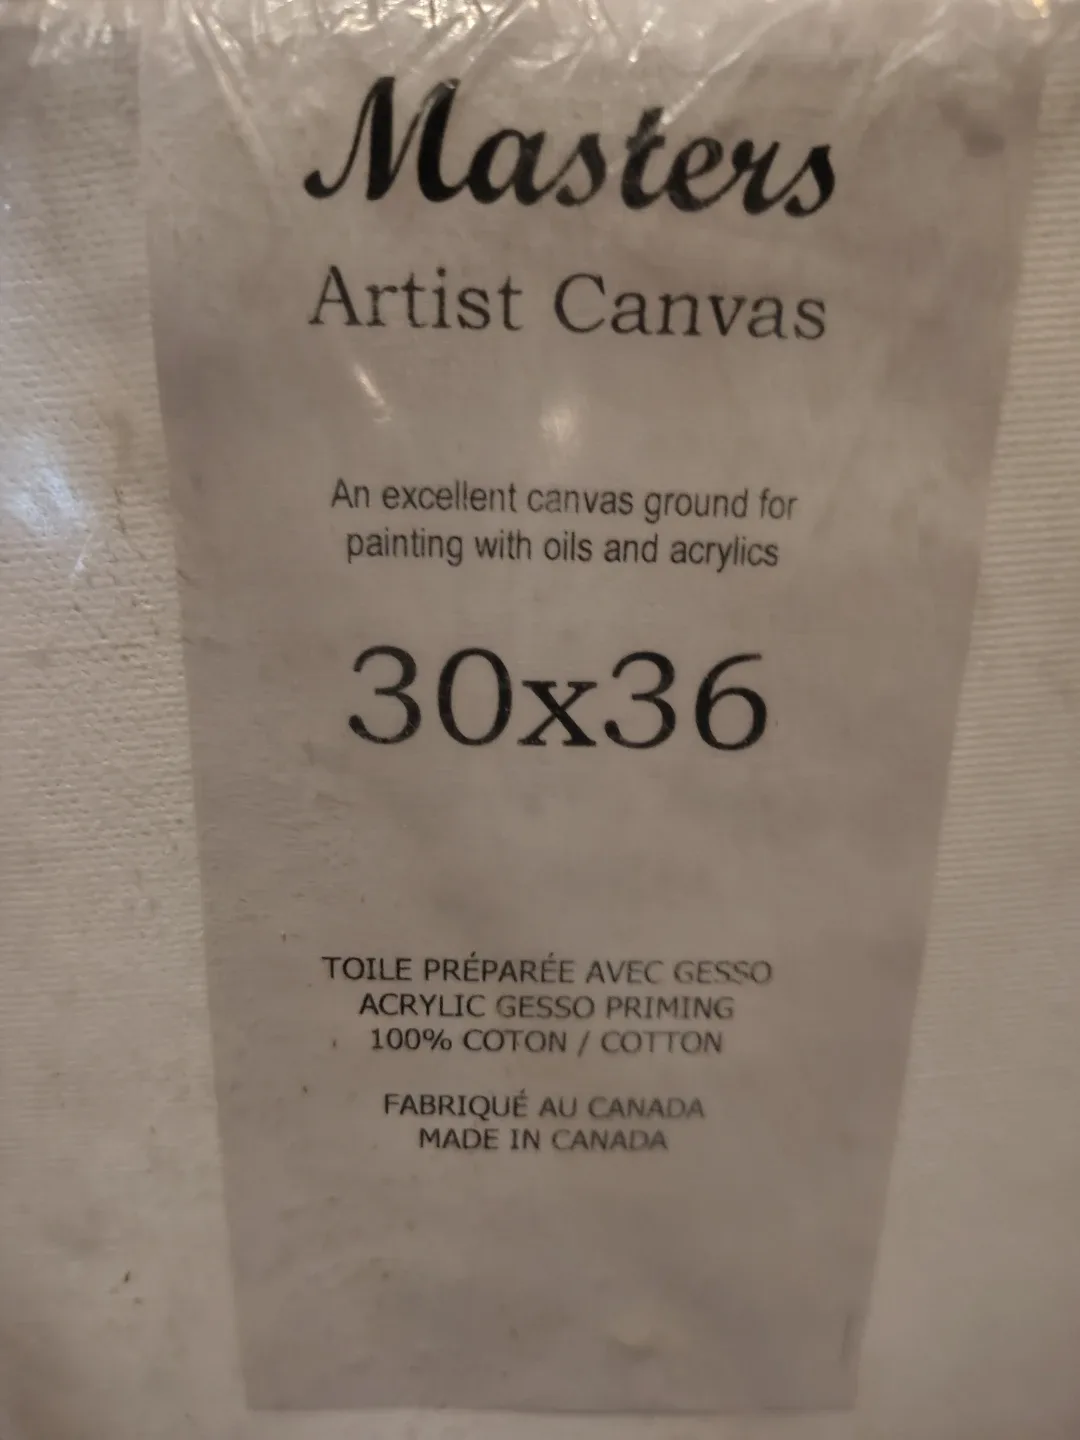 Masters
Artist Canvas
An excellent canvas ground for
painting with oils and acrylics
30x36
TOILE PRÉPARÉE AVEC GESSO
ACRYLIC GESSO PRIMING
100% COTON / COTTON
FABRIQUÉ AU CANADA
MADE IN CANADA